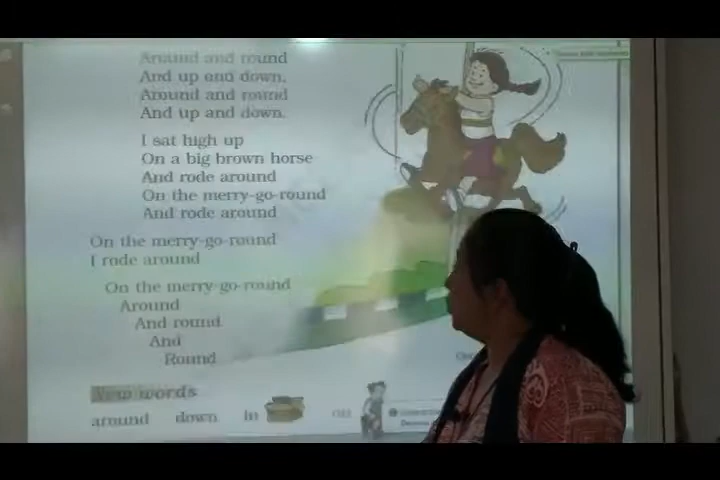 Around and round
And up and down.
Around and round
And up and down.
I sat high up
On a big brown horse
And rode around
On the merry-go-round
And rode around
On the merry-go-round
I rode around
On the merry-go-round
Around
And round
And
Round
New words
around down in on